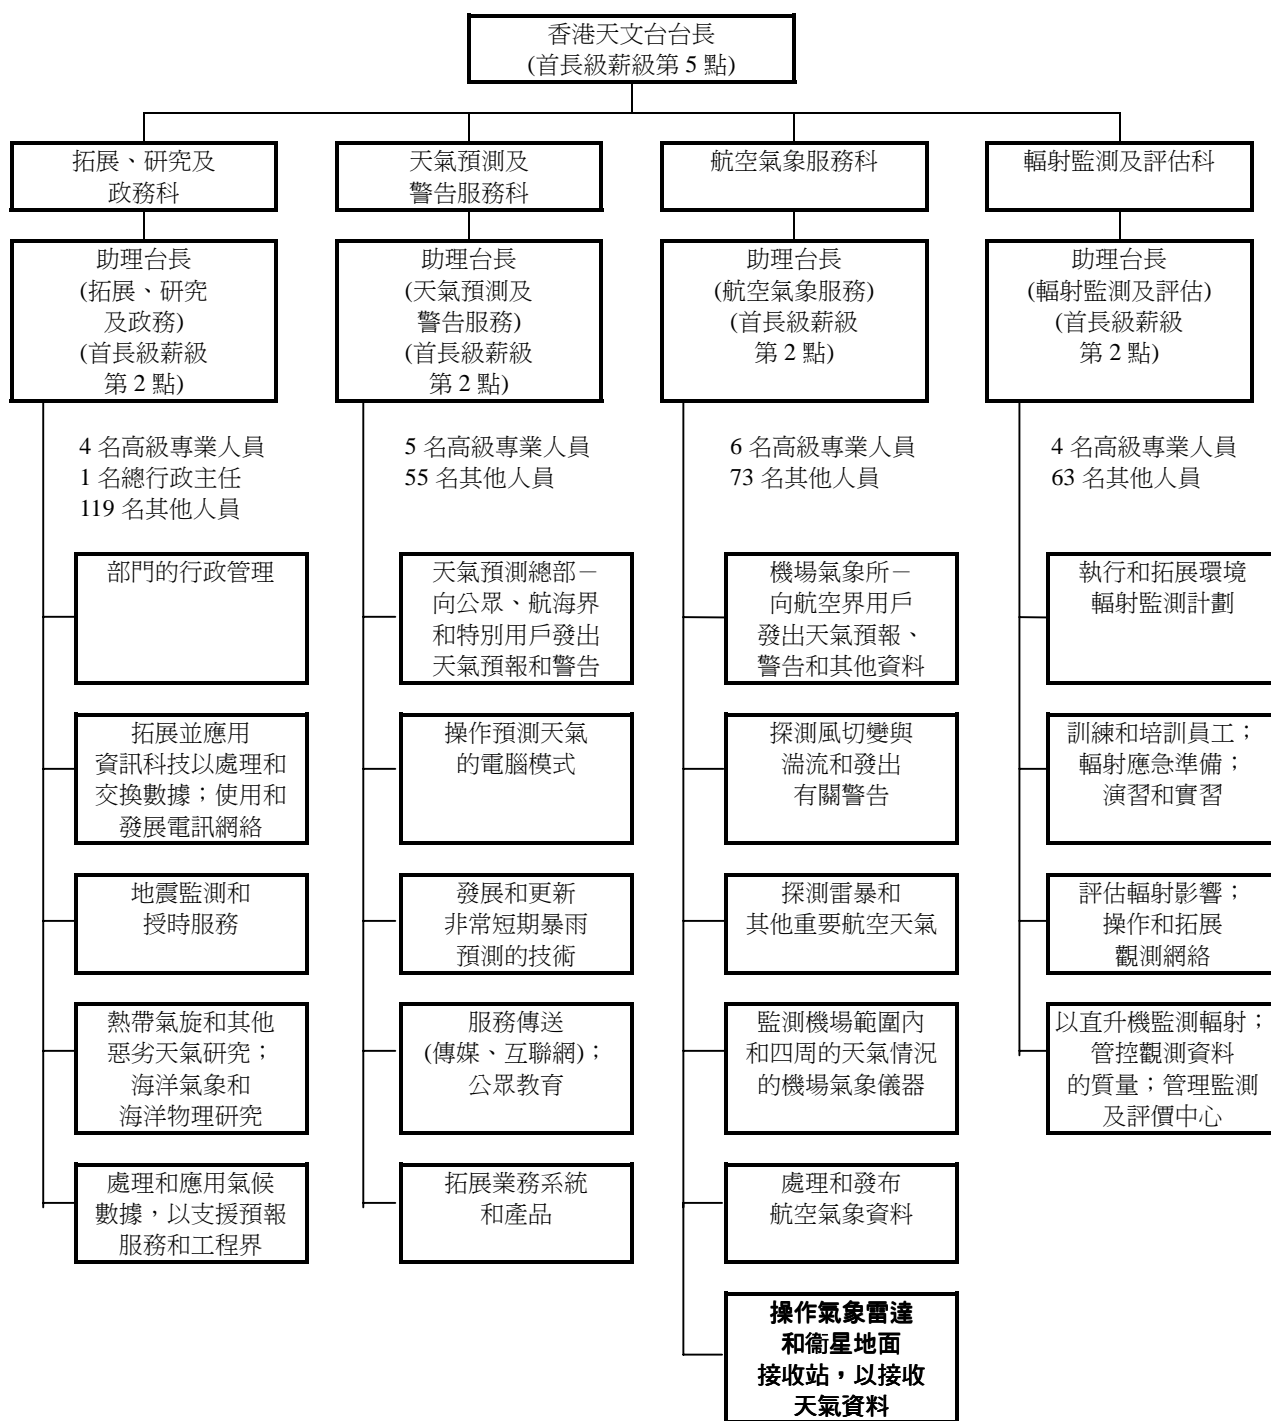 香港天文台台長
(首長級薪級第 5 點)
拓展、研究及
政務科
天氣預測及
警告服務科
航空氣象服務科
輻射監測及評估科
助理台長
(拓展、研究
及政務)
(首長級薪級
第 2 點)
助理台長
(天氣預測及
警告服務)
(首長級薪級
第 2 點)
助理台長
(航空氣象服務)
(首長級薪級
第 2 點)
助理台長
(輻射監測及評估)
(首長級薪級
第 2 點)
4 名高級專業人員
1 名總行政主任
119 名其他人員
5 名高級專業人員
55 名其他人員
6 名高級專業人員
73 名其他人員
4 名高級專業人員
63 名其他人員
部門的行政管理
拓展並應用
資訊科技以處理和
交換數據；使用和
發展電訊網絡
地震監測和
授時服務
熱帶氣旋和其他
惡劣天氣研究；
海洋氣象和
海洋物理研究
處理和應用氣候
數據，以支援預報
服務和工程界
天氣預測總部－
向公眾、航海界
和特別用戶發出
天氣預報和警告
操作預測天氣
的電腦模式
發展和更新
非常短期暴雨
預測的技術
服務傳送
(傳媒、互聯網)；
公眾教育
拓展業務系統
和產品
機場氣象所－
向航空界用戶
發出天氣預報、
警告和其他資料
探測風切變與
湍流和發出
有關警告
探測雷暴和
其他重要航空天氣
監測機場範圍內
和四周的天氣情況
的機場氣象儀器
處理和發布
航空氣象資料
操作氣象雷達
和衞星地面
接收站，以接收
天氣資料
執行和拓展環境
輻射監測計劃
訓練和培訓員工；
輻射應急準備；
演習和實習
評估輻射影響；
操作和拓展
觀測網絡
以直升機監測輻射；
管控觀測資料
的質量；管理監測
及評價中心